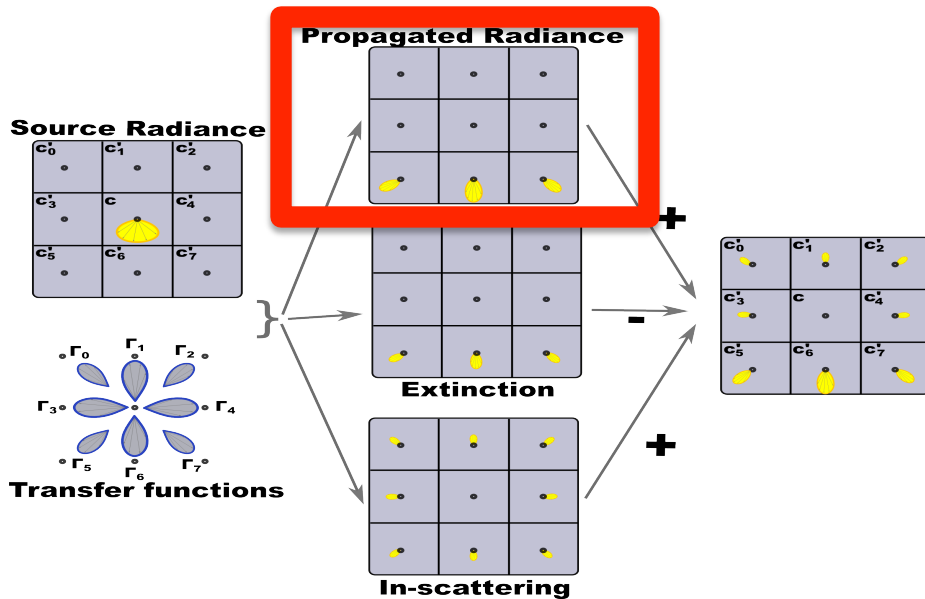 Propagated Radiance
Source Radiance
c'0 c'1 c'2
c'3 c c'4
c'5 c'6 c'7
}
Γ0 Γ1 Γ2
Γ3 Γ4
Γ5 Γ6 Γ7
Transfer functions
Extinction
In-scattering
+
-
+
c'0 c'1 c'2
c'3 c c'4
c'5 c'6 c'7